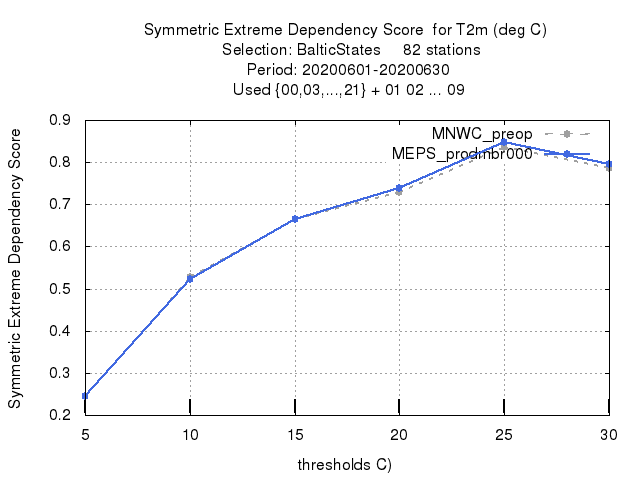 Symmetric Extreme Dependency Score for T2m (deg C)
Selection: BalticStates 82 stations
Period: 20200601-20200630
Used {00,03,...,21} + 01 02 ... 09
Symmetric Extreme Dependency Score
0.9
0.8
0.7
0.6
0.5
0.4
0.3
0.2
MNWC_preop
MEPS_prodmbr000
5 10 15 20 25 30
thresholds C)